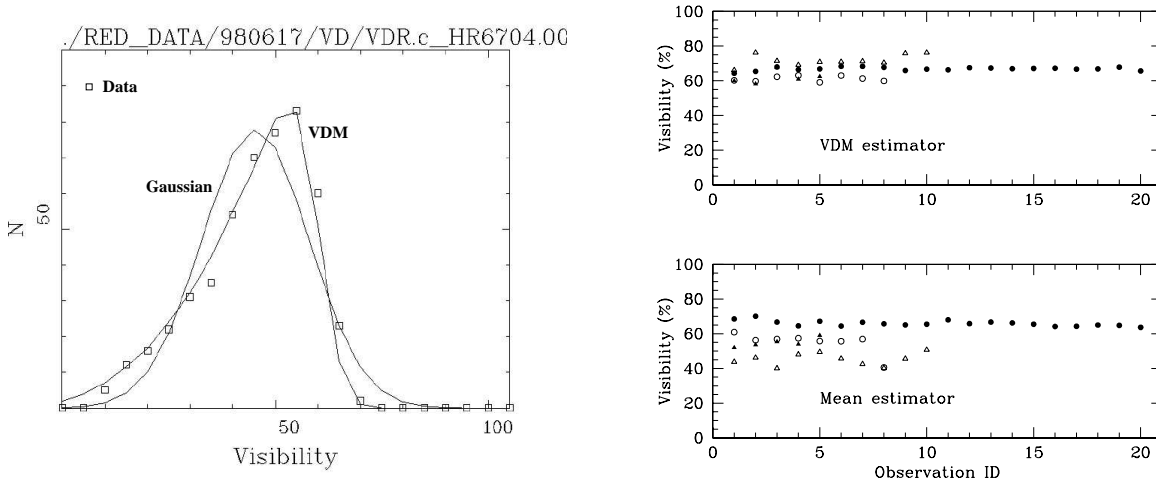 ./RED_DATA/980617/VD/VDR.c_HR6704.00
Data
VDM
Gaussian
N
50
50
100
Visibility
100
80
60
40
20
0
Visibility (%)
VDM estimator
0
5
10
15
20
100
80
60
40
20
0
Visibility (%)
Mean estimator
0
5
10
15
20
Observation ID